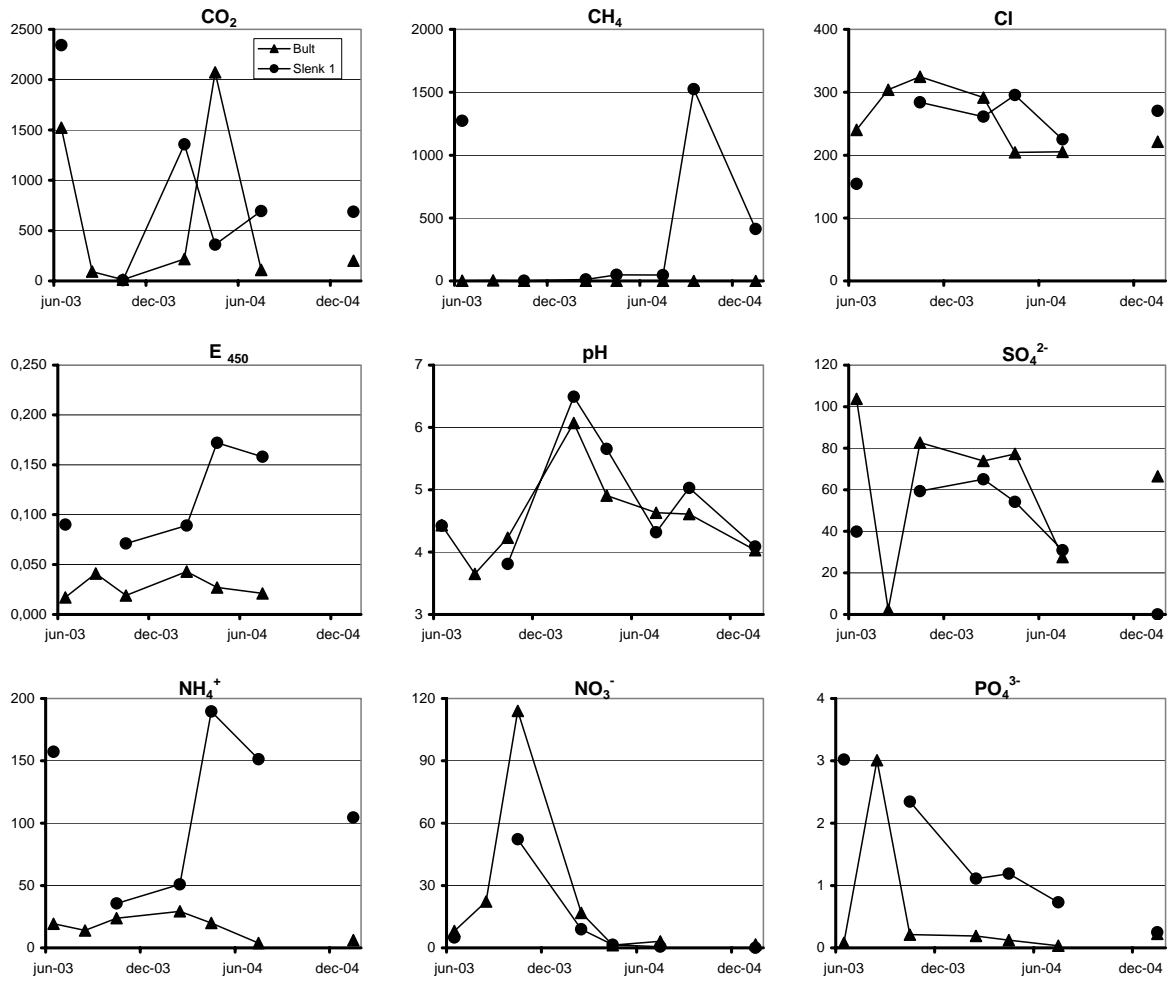 CO2 CH4 Cl
2500 2000 400
2000 1500 300
1500 1000 200
1000 500 100
500 0 0
0
Bult
Slenk 1
jun-03 dec-03 jun-04 dec-04 jun-03 dec-03 jun-04 dec-04 jun-03 dec-03 jun-04 dec-04
E 450 pH SO4 2-
0,250 7 120
0,200 6 100
0,150 5 80
0,100 4 60
0,050 3 40
0,000 20
0
jun-03 dec-03 jun-04 dec-04 jun-03 dec-03 jun-04 dec-04 jun-03 dec-03 jun-04 dec-04
NH4+ NO3- PO4 3-
200 120 4
150 90 3
100 60 2
50 30 1
0 0 0
jun-03 dec-03 jun-04 dec-04 jun-03 dec-03 jun-04 dec-04 jun-03 dec-03 jun-04 dec-04